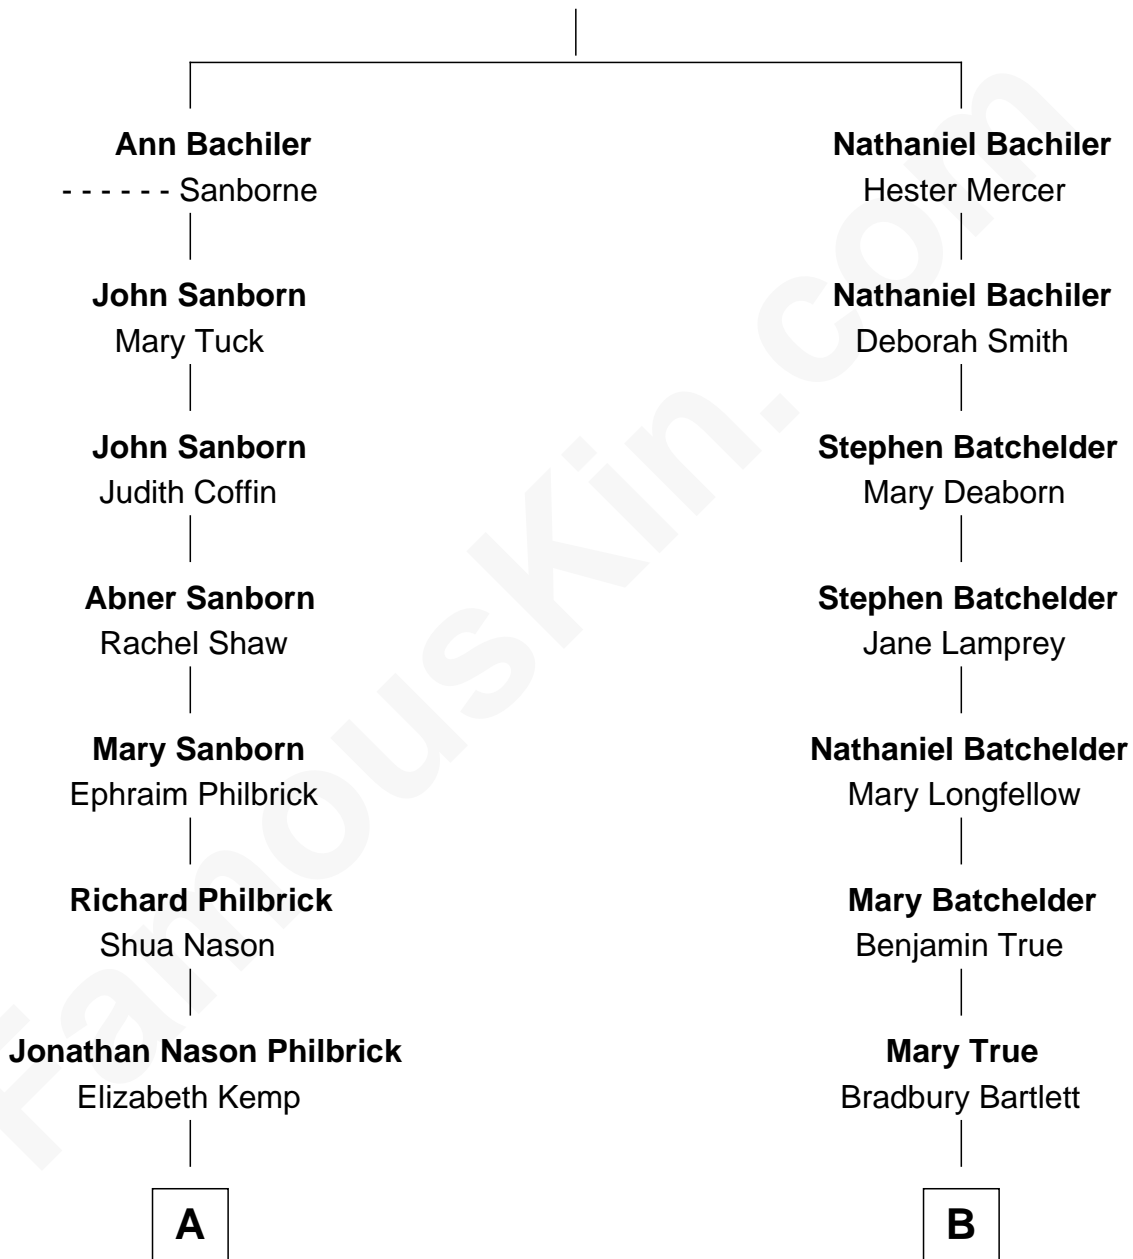 Ann Bachiler
- - - - - - Sanborne
John Sanborn
Mary Tuck
John Sanborn
Judith Coffin
Abner Sanborn
Rachel Shaw
Mary Sanborn
Ephraim Philbrick
Richard Philbrick
Shua Nason
Jonathan Nason Philbrick
Elizabeth Kemp
A
Nathaniel Bachiler
Hester Mercer
Nathaniel Bachiler
Deborah Smith
Stephen Batchelder
Mary Deaborn
Stephen Batchelder
Jane Lamprey
Nathaniel Batchelder
Mary Longfellow
Mary Batchelder
Benjamin True
Mary True
Bradbury Bartlett
B
FamousKin.com